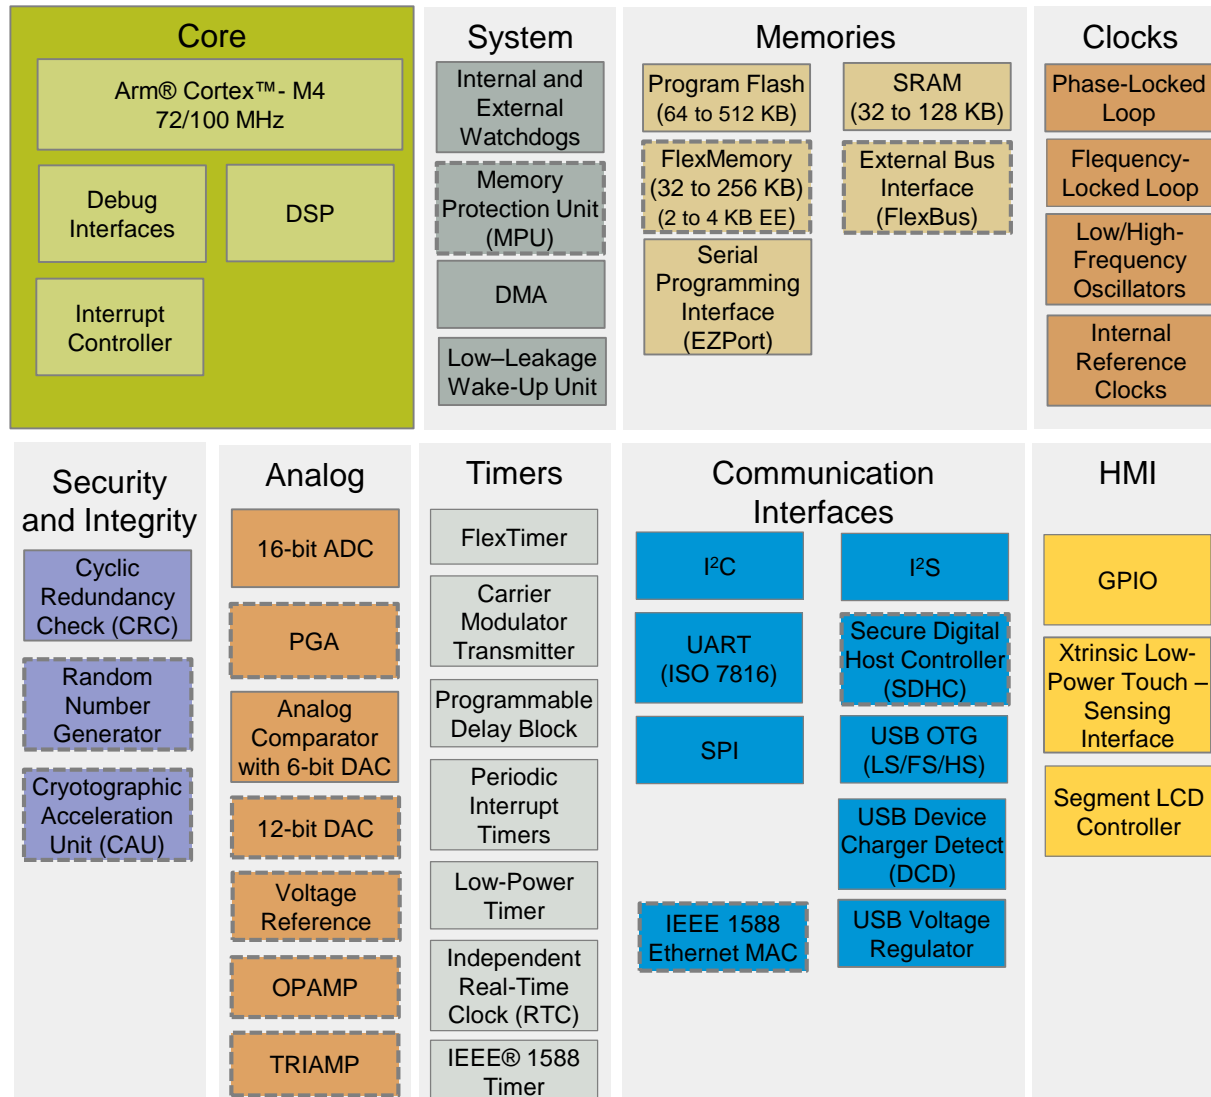 Core
Arm® Cortex™- M4
72/100 MHz
Debug
Interfaces
DSP
Interrupt
Controller
System
Internal and
External
Watchdogs
Memory
Protection Unit
(MPU)
DMA
Low–Leakage
Wake-Up Unit
Memories
Program Flash
(64 to 512 KB)
SRAM
(32 to 128 KB)
FlexMemory
(32 to 256 KB)
(2 to 4 KB EE)
External Bus
Interface
(FlexBus)
Serial
Programming
Interface
(EZPort)
Clocks
Phase-Locked
Loop
Flequency-
Locked Loop
Low/High-
Frequency
Oscillators
Internal
Reference
Clocks
Security
and Integrity
Cyclic
Redundancy
Check (CRC)
Random
Number
Generator
Cryotographic
Acceleration
Unit (CAU)
Analog
16-bit ADC
PGA
Analog
Comparator
with 6-bit DAC
12-bit DAC
Voltage
Reference
OPAMP
TRIAMP
Timers
FlexTimer
Carrier
Modulator
Transmitter
Programmable
Delay Block
Periodic
Interrupt
Timers
Low-Power
Timer
Independent
Real-Time
Clock (RTC)
IEEE® 1588
Timer
Communication
Interfaces
I²C
I²S
UART
(ISO 7816)
Secure Digital
Host Controller
(SDHC)
SPI
USB OTG
(LS/FS/HS)
USB Device
Charger Detect
(DCD)
IEEE 1588
Ethernet MAC
USB Voltage
Regulator
HMI
GPIO
Xtrinsic Low-
Power Touch –
Sensing
Interface
Segment LCD
Controller